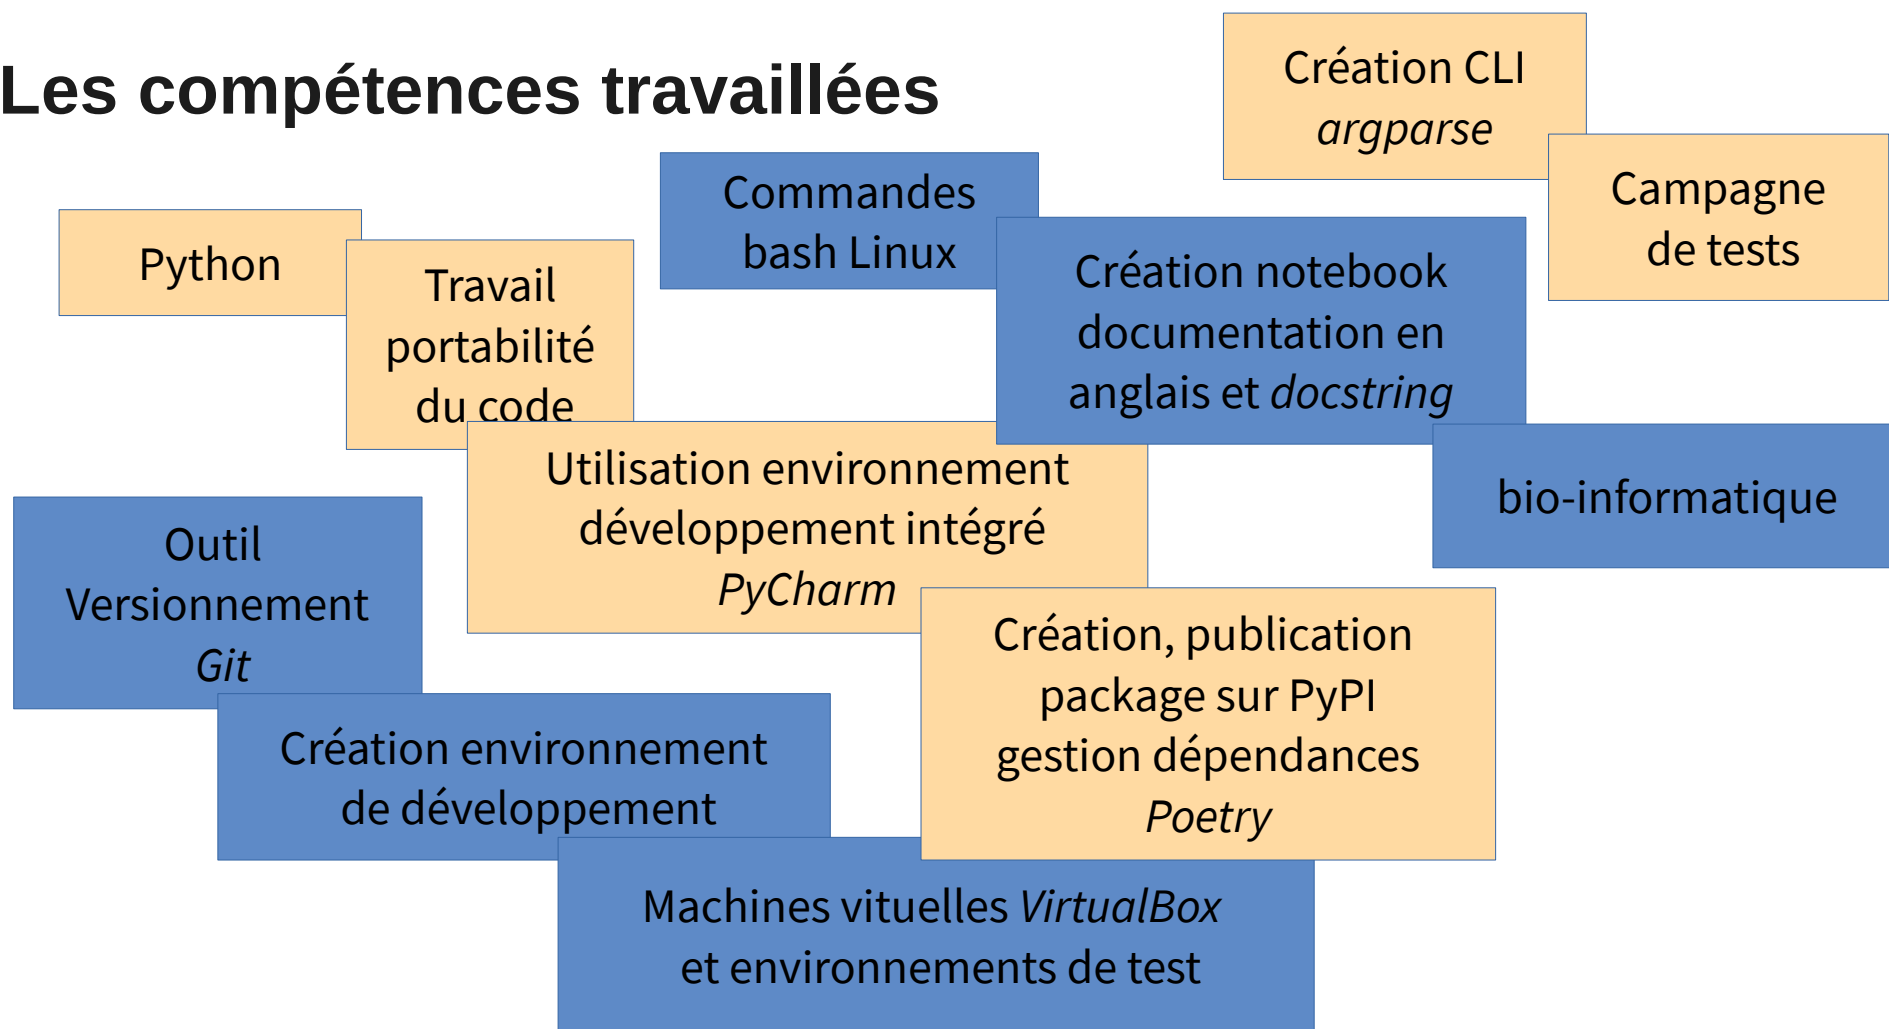 Les compétences travaillées
Création CLI
argparse
Campagne
de tests
Commandes
bash Linux
Python
Travail
portabilité
du code
Création notebook
documentation en
anglais et docstring
Utilisation environnement
développement intégré
PyCharm
bio-informatique
Outil
Versionnement
Git
Création, publication
package sur PyPI
gestion dépendances
Poetry
Création environnement
de développement
Machines vituelles VirtualBox
et environnements de test